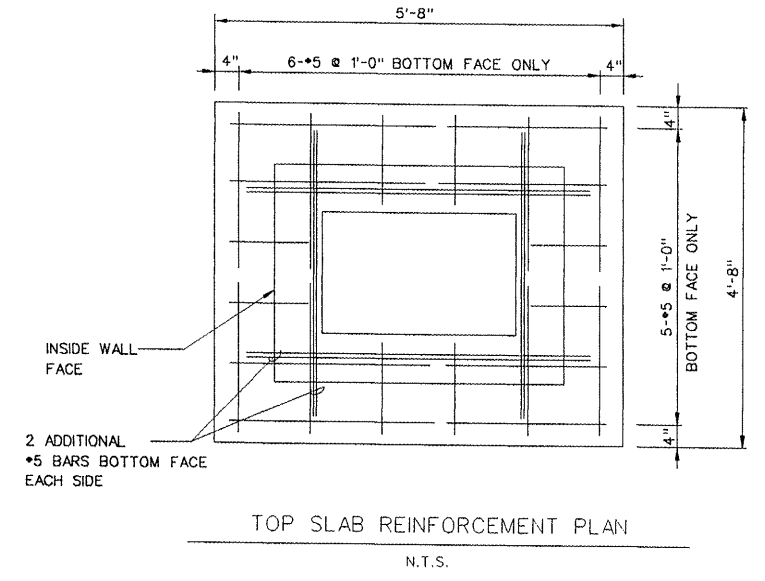 5'-8"
4"
6-#5 @ 1'-0" BOTTOM FACE ONLY
4"
4"
5-#5 @ 1'-0"
BOTTOM FACE ONLY
4'-8"
4"
INSIDE WALL
FACE
2 ADDITIONAL
#5 BARS BOTTOM FACE
EACH SIDE
TOP SLAB REINFORCEMENT PLAN
N.T.S.